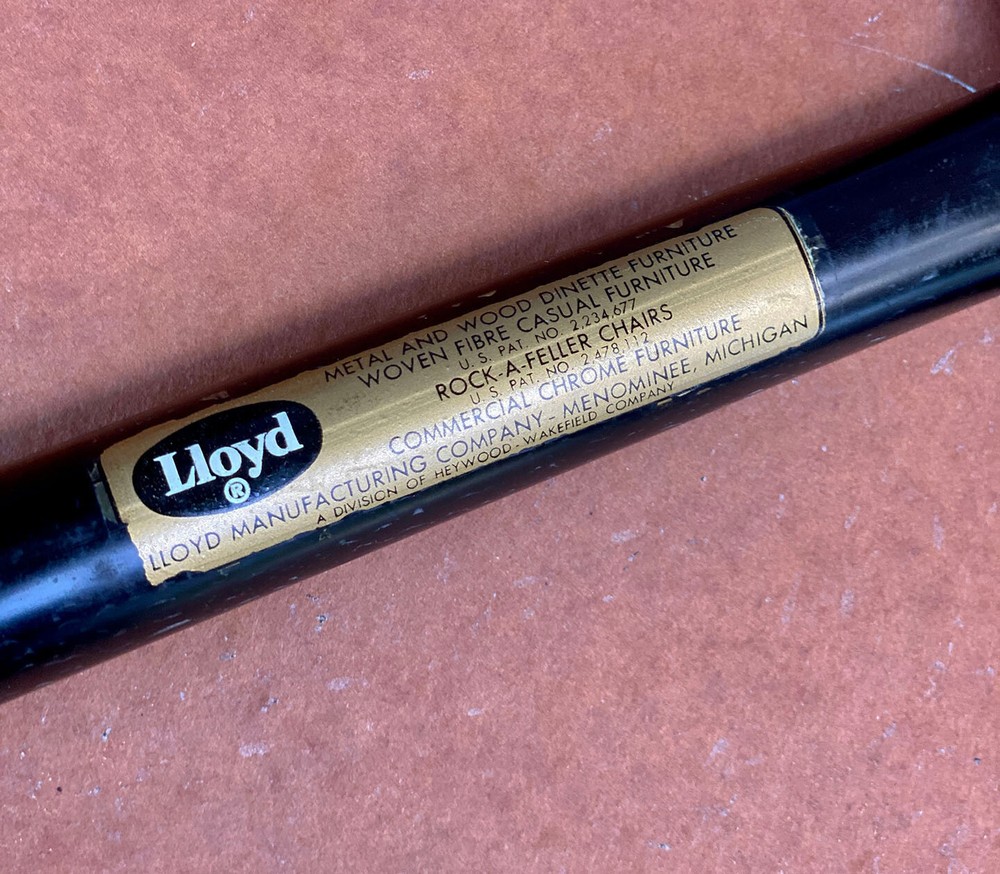 METAL AND WOOD DINETTE FURNITURE
WOVEN FIBRE CASUAL FURNITURE
U.S. PAT. NO. 2,234,677
ROCK-A-FELLER CHAIRS
U.S. PAT. NO. 2,478,112
COMMERCIAL CHROME FURNITURE
Lloyd
®
LLOYD MANUFACTURING COMPANY - MENOMINEE, MICHIGAN
A DIVISION OF HEYWOOD - WAKEFIELD COMPANY